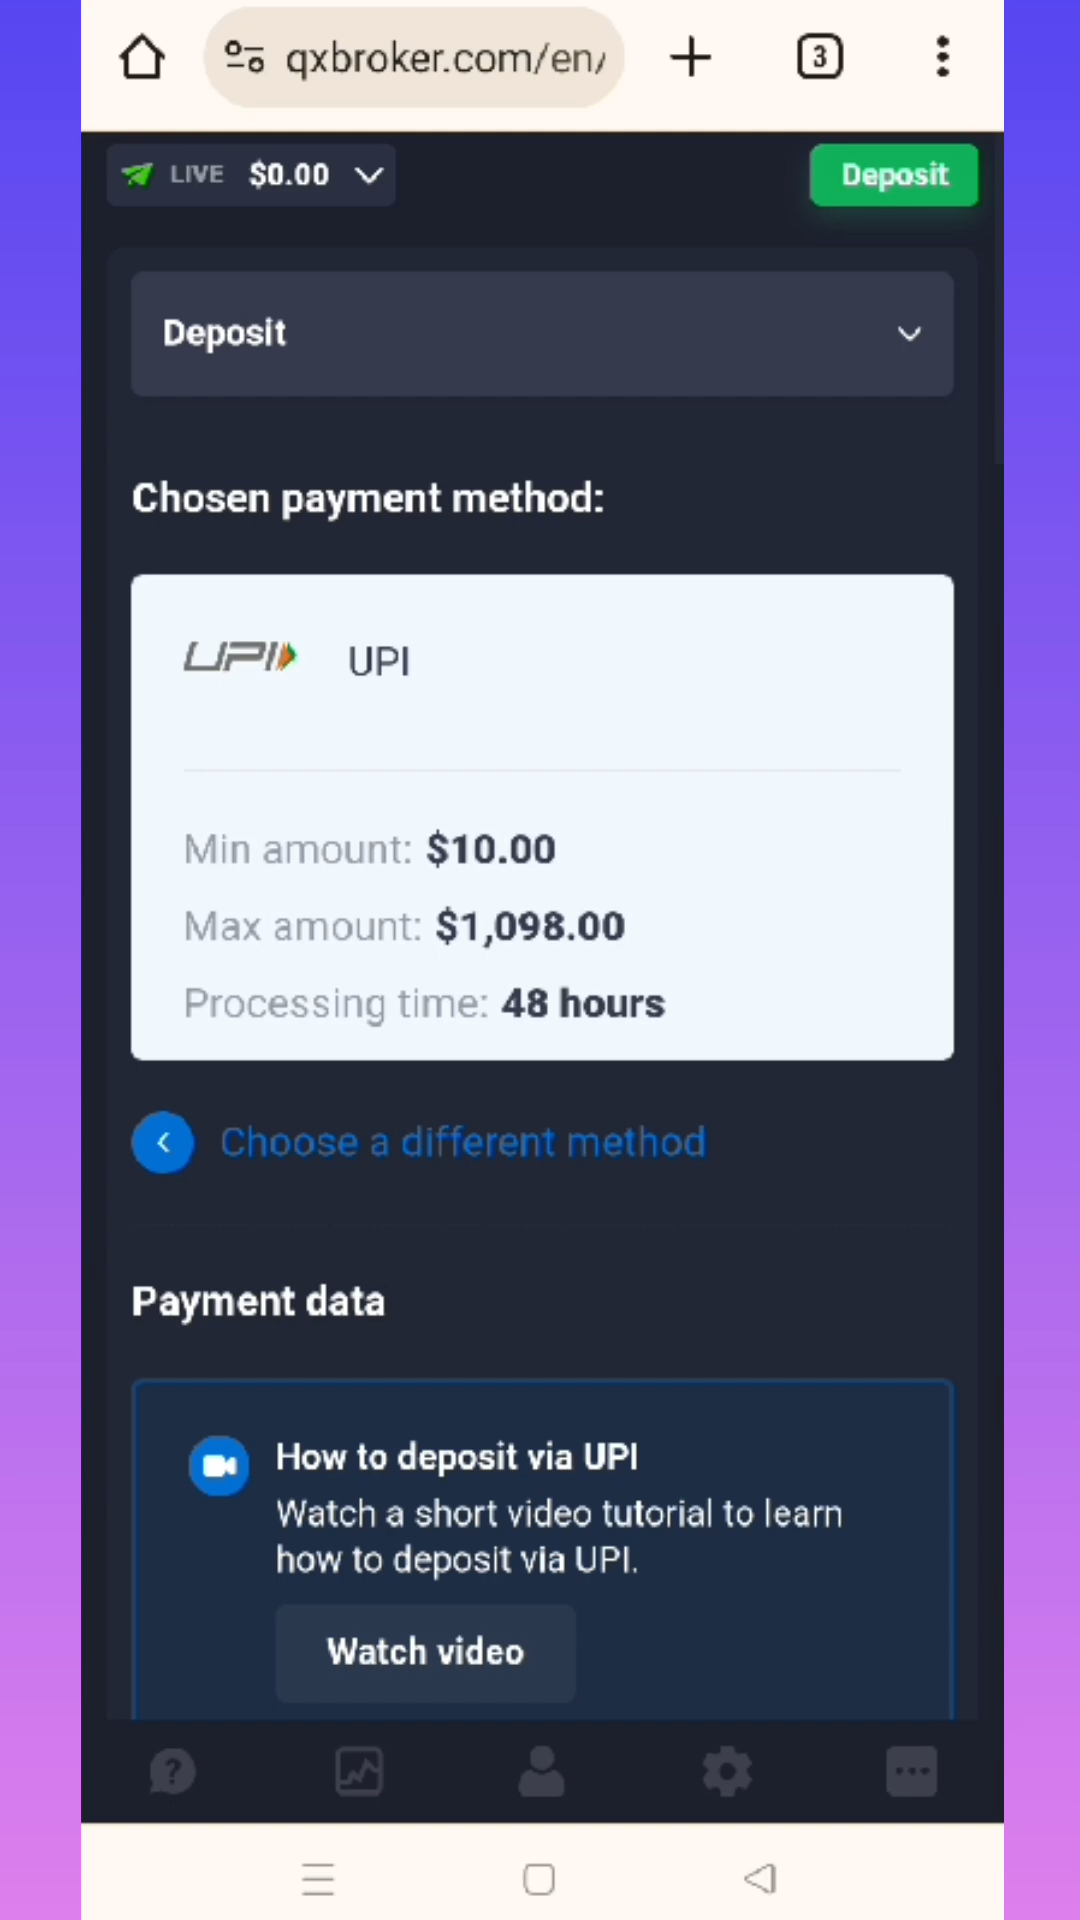 qxbroker.com/en/
3
LIVE $0.00
Deposit
Deposit
Chosen payment method:
UPI UPI
Min amount: $10.00
Max amount: $1,098.00
Processing time: 48 hours
Choose a different method
Payment data
How to deposit via UPI
Watch a short video tutorial to learn
how to deposit via UPI.
Watch video